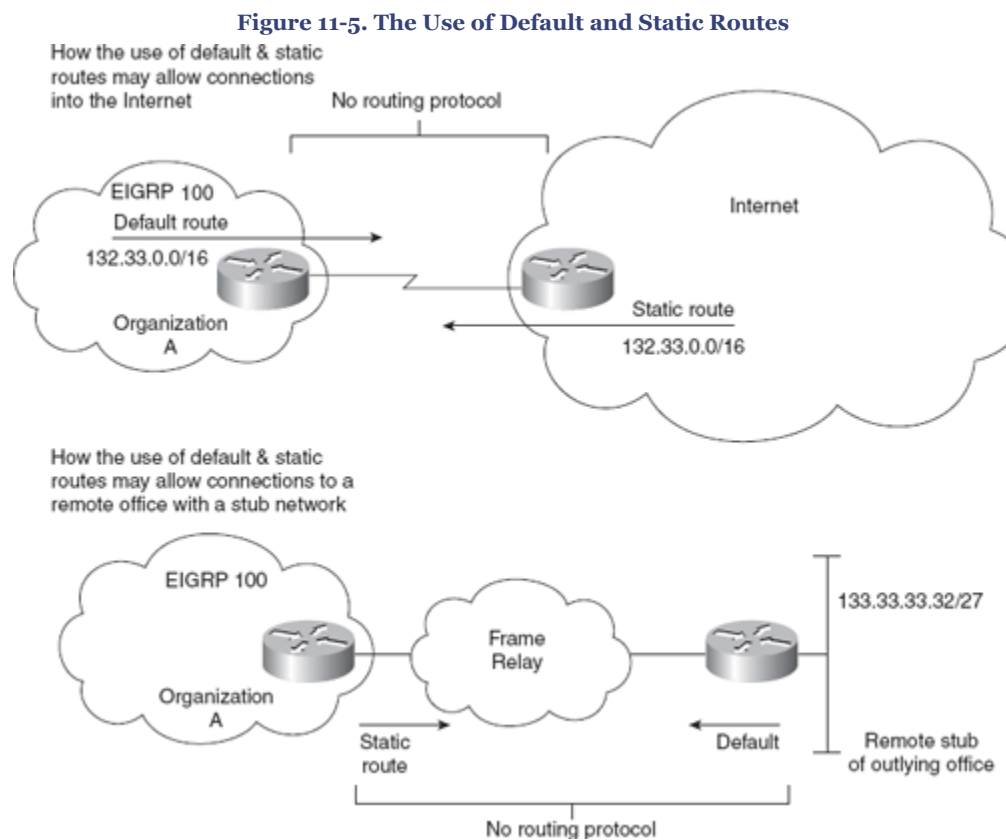 Figure 11-5. The Use of Default and Static Routes
How the use of default & static
routes may allow connections
into the Internet
No routing protocol
EIGRP 100
Default route
132.33.0.0/16
Organization
A
Internet
Static route
132.33.0.0/16
How the use of default & static
routes may allow connections to a
remote office with a stub network
EIGRP 100
Organization
A
Frame
Relay
133.33.33.32/27
Static
route
Default
Remote stub
of outlying office
No routing protocol